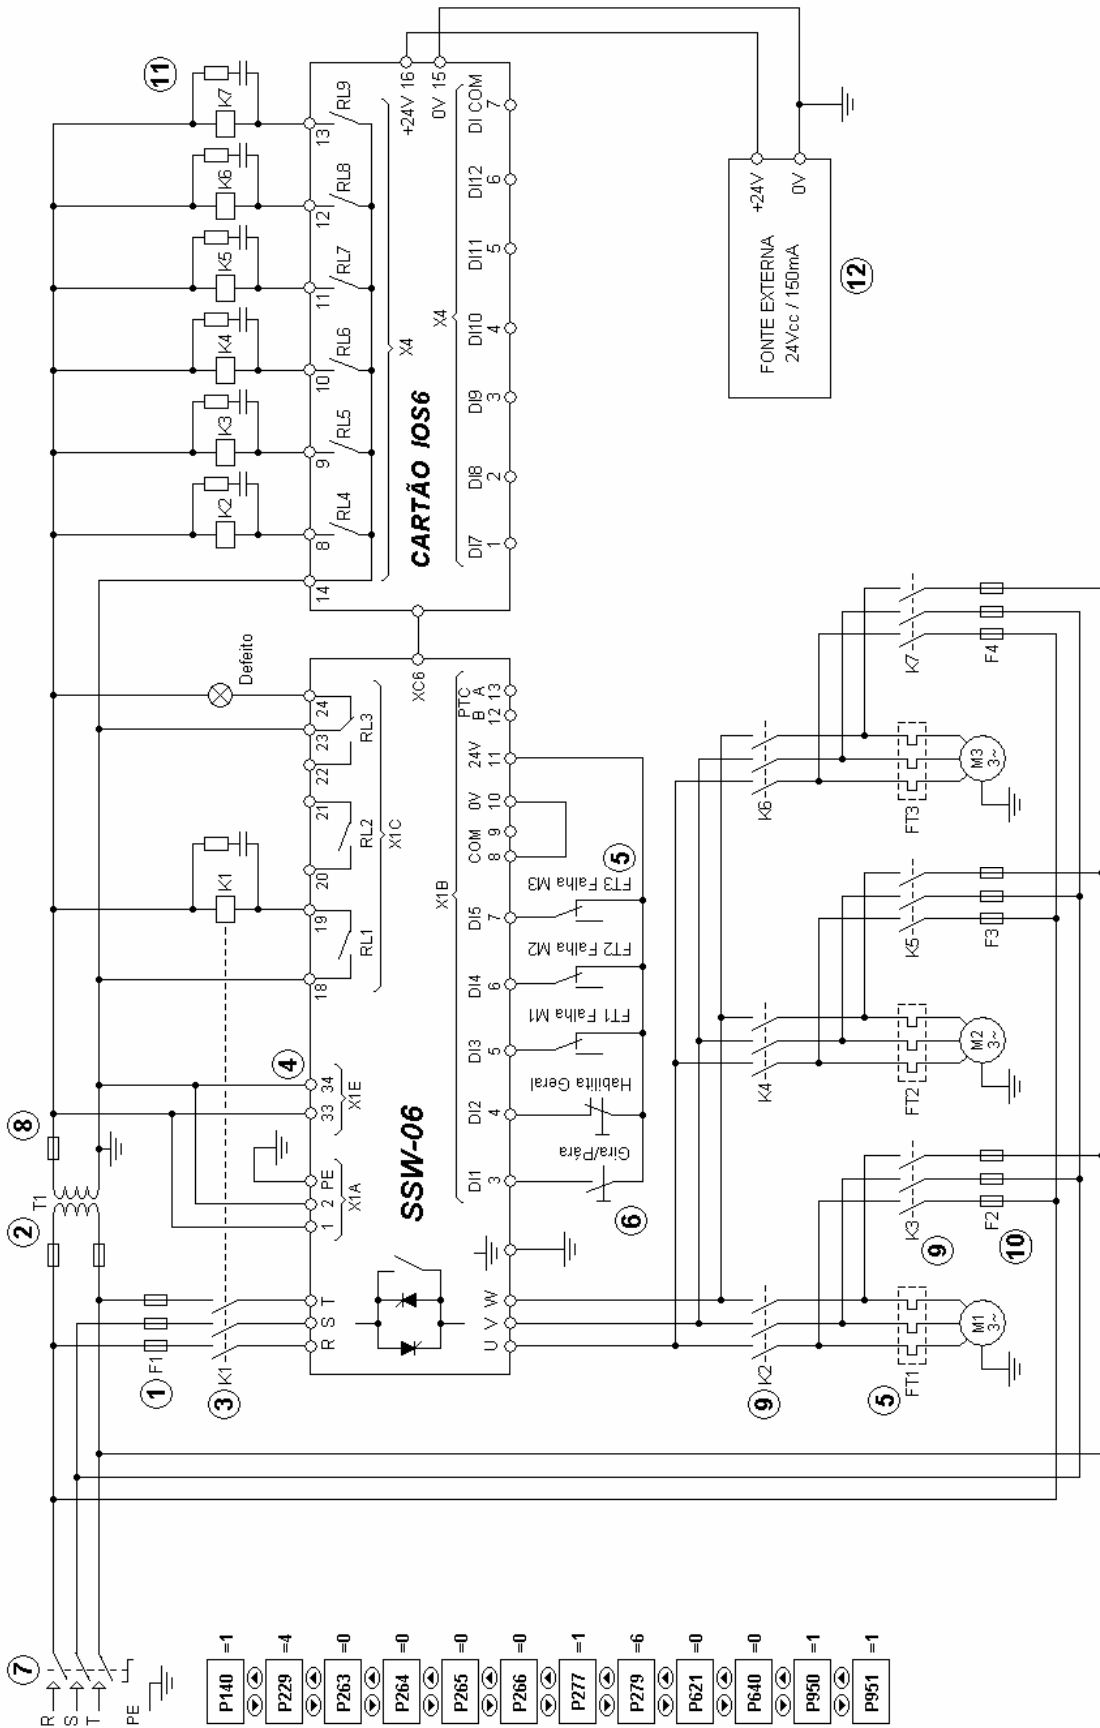 7
R
S
T
PE
2
T1
8
1
F1
3
K1
4
K1
Defeito
11
K2
K3
K4
K5
K6
K7
R S T
1 2 PE
X1A
33 34
X1E
18 19 20 21 22 23 24
RL1
RL2
RL3
X1C
SSW-06
XC6
X1B
U V W
DI1 DI2 DI3 DI4 DI5 COM 0V 24V PTC
B A
3 4 5 6 7 8 9 10 11 12 13
6
Gira/Pára
Habilita Geral
FT1 Falha M1
FT2 Falha M2
FT3 Falha M3
5
14 8 9 10 11 12 13
RL4
RL5
RL6
RL7
RL8
RL9
X4
CARTÃO IOS6
X4
+24V 16
0V 15
DI7 DI8 DI9 DI10 DI11 DI12 DI COM
1 2 3 4 5 6 7
FONTE EXTERNA
24Vcc / 150mA
+24V
0V
12
9
K2
K4
K6
9
K3
K5
K7
5
FT1
FT2
FT3
F2
F3
F4
10
M1
3~
M2
3~
M3
3~
P140 =1
P229 =4
P263 =0
P264 =0
P265 =0
P266 =0
P277 =1
P279 =6
P621 =0
P640 =0
P950 =1
P951 =1